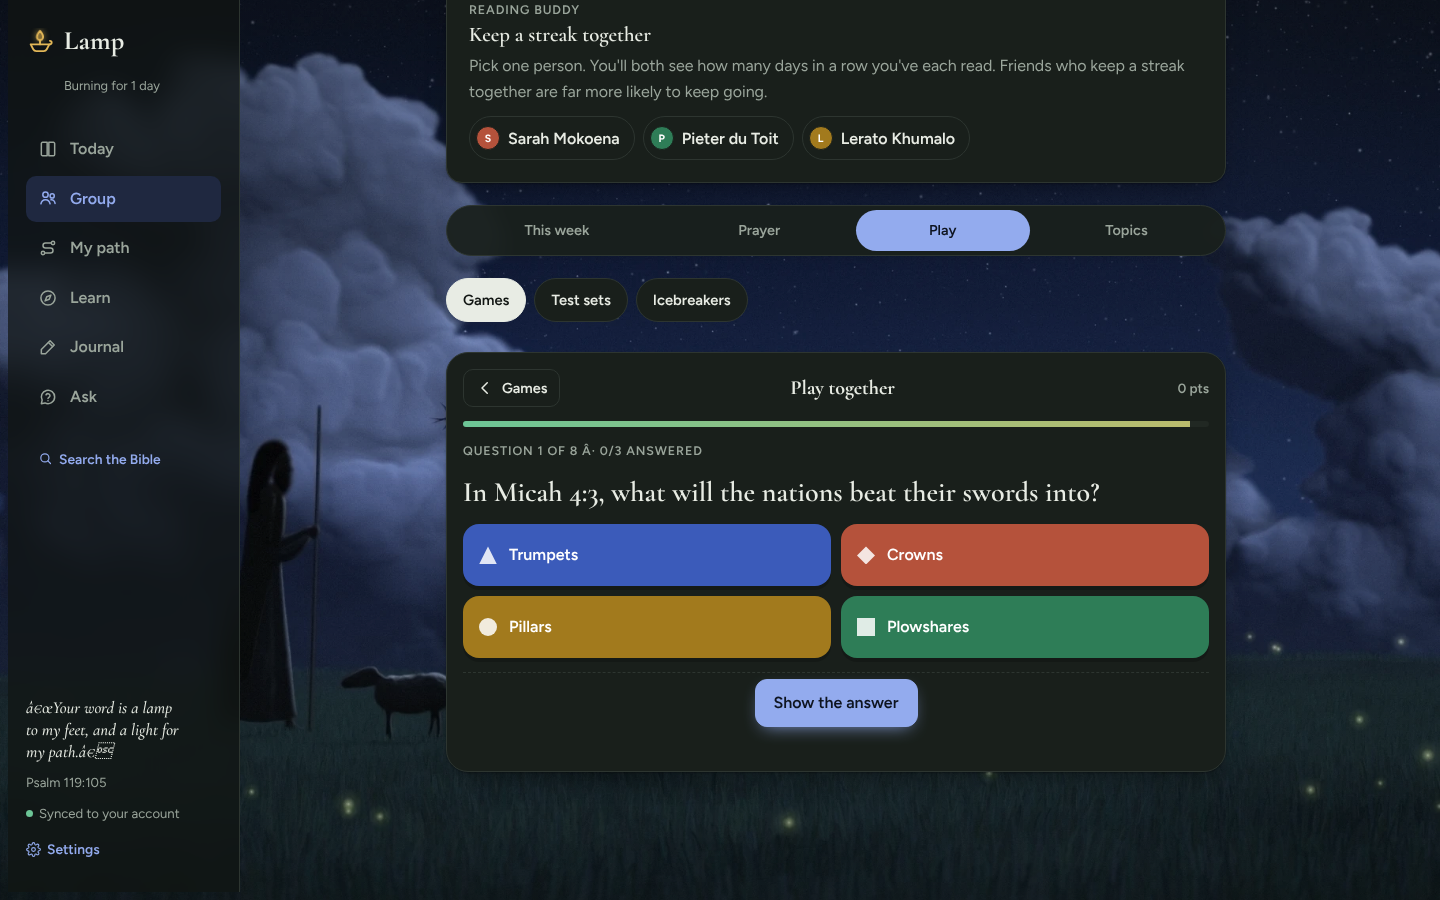 Lamp
Burning for 1 day
Today
Group
My path
Learn
Journal
Ask
Search the Bible
â€œYour word is a lamp
to my feet, and a light for
my path.â€
Psalm 119:105
Synced to your account
Settings
READING BUDDY
Keep a streak together
Pick one person. You'll both see how many days in a row you've each read. Friends who keep a streak
together are far more likely to keep going.
S Sarah Mokoena P Pieter du Toit L Lerato Khumalo
This week Prayer Play Topics
Games Test sets Icebreakers
Games Play together 0 pts
QUESTION 1 OF 8 Â· 0/3 ANSWERED
In Micah 4:3, what will the nations beat their swords into?
Trumpets Crowns
Pillars Plowshares
Show the answer